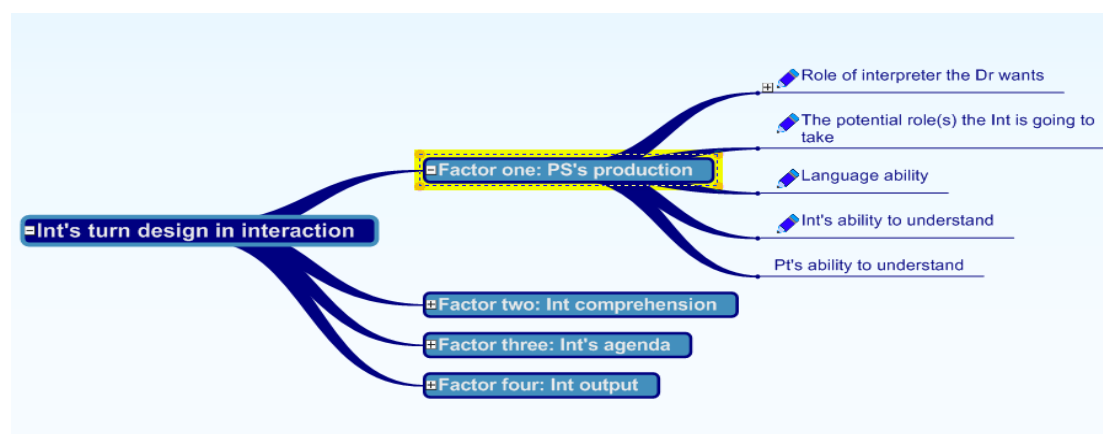 Role of interpreter the Dr wants
The potential role(s) the Int is going to
take
Factor one: PS's production
Language ability
Int's ability to understand
Int's turn design in interaction
Pt's ability to understand
Factor two: Int comprehension
Factor three: Int's agenda
Factor four: Int output